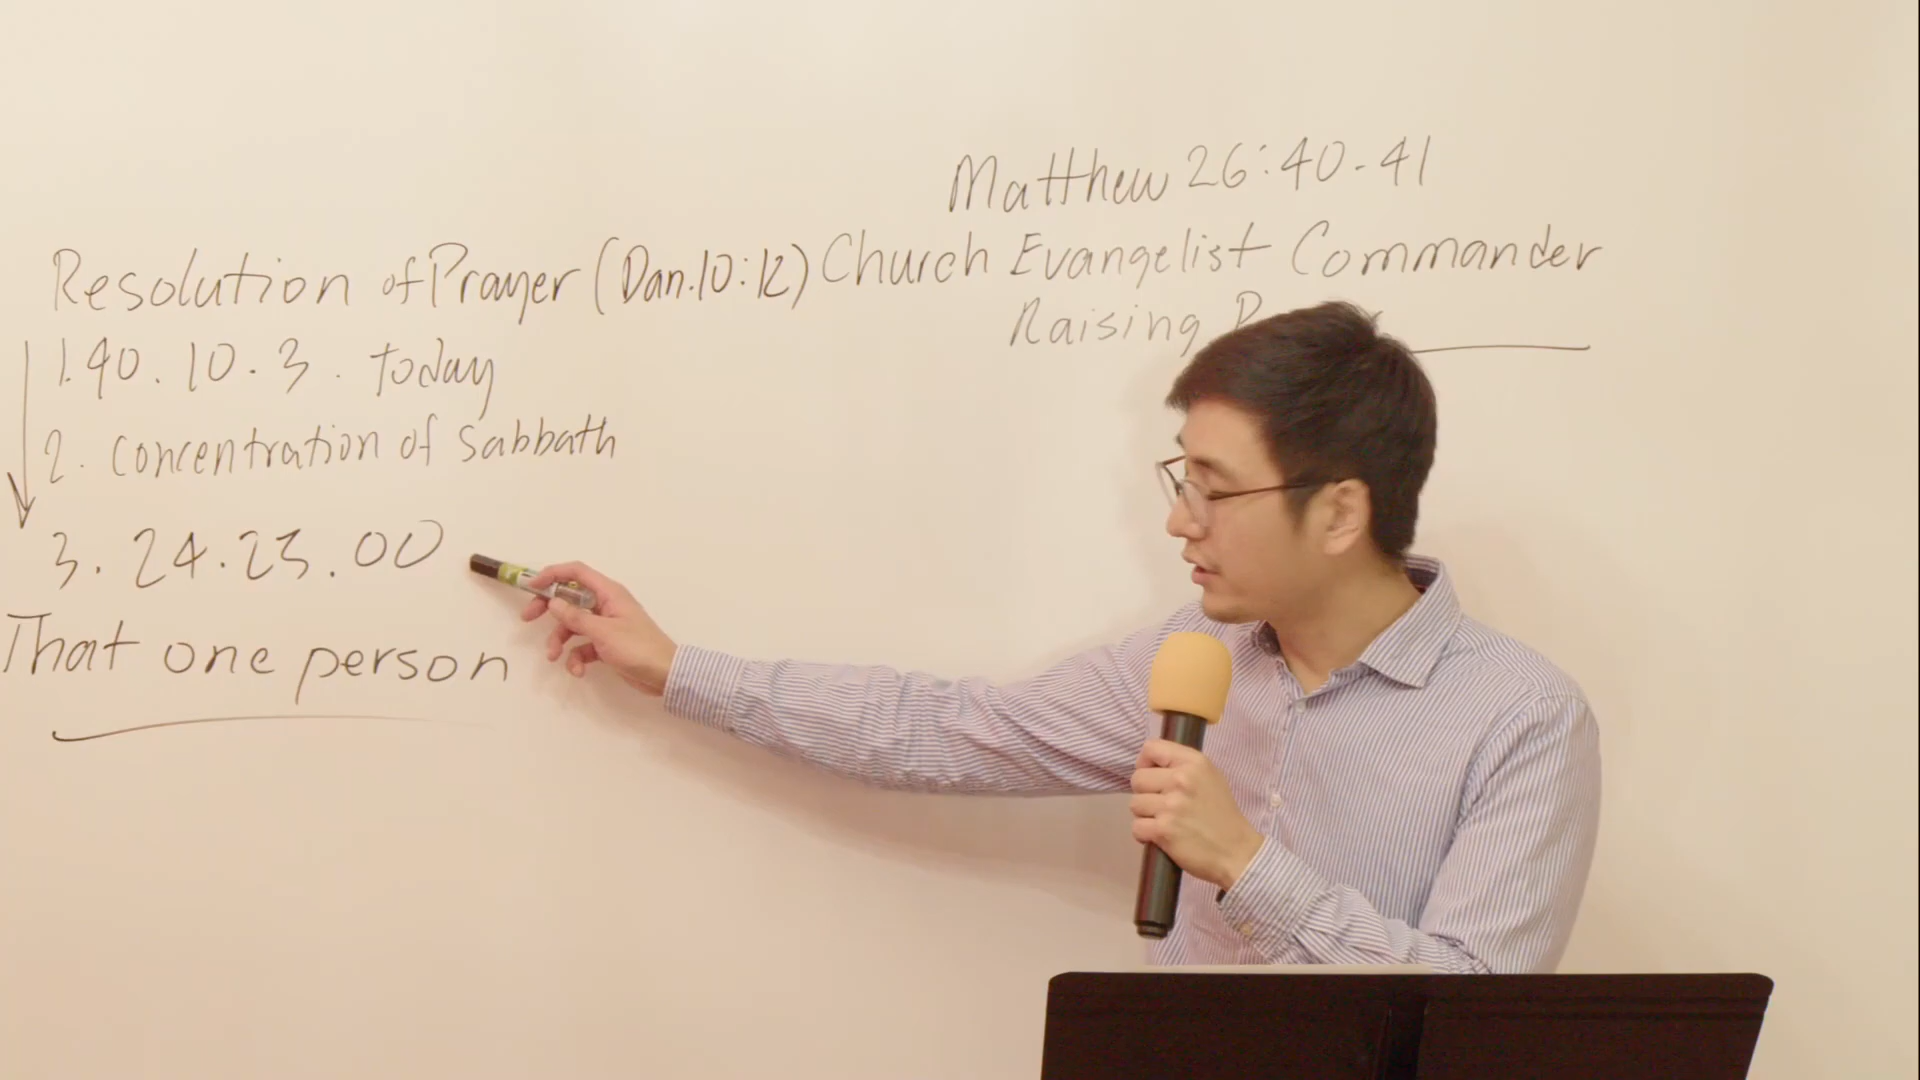 Matthew 26:40-41
Resolution of Prayer (Dan.10:12) Church Evangelist Commander
Raising
1. 40. 10. 3. today
2. Concentration of Sabbath
3. 24. 25. 00
That one person